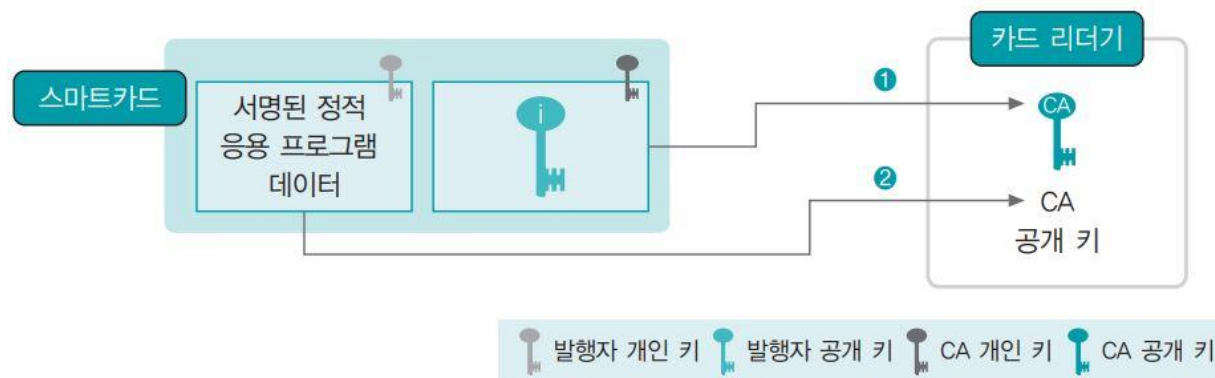 카드 리더기
스마트카드
서명된 정적
응용 프로그램
데이터
i
❶
CA
❷
CA
공개 키
발행자 개인 키
발행자 공개 키
CA 개인 키
CA 공개 키